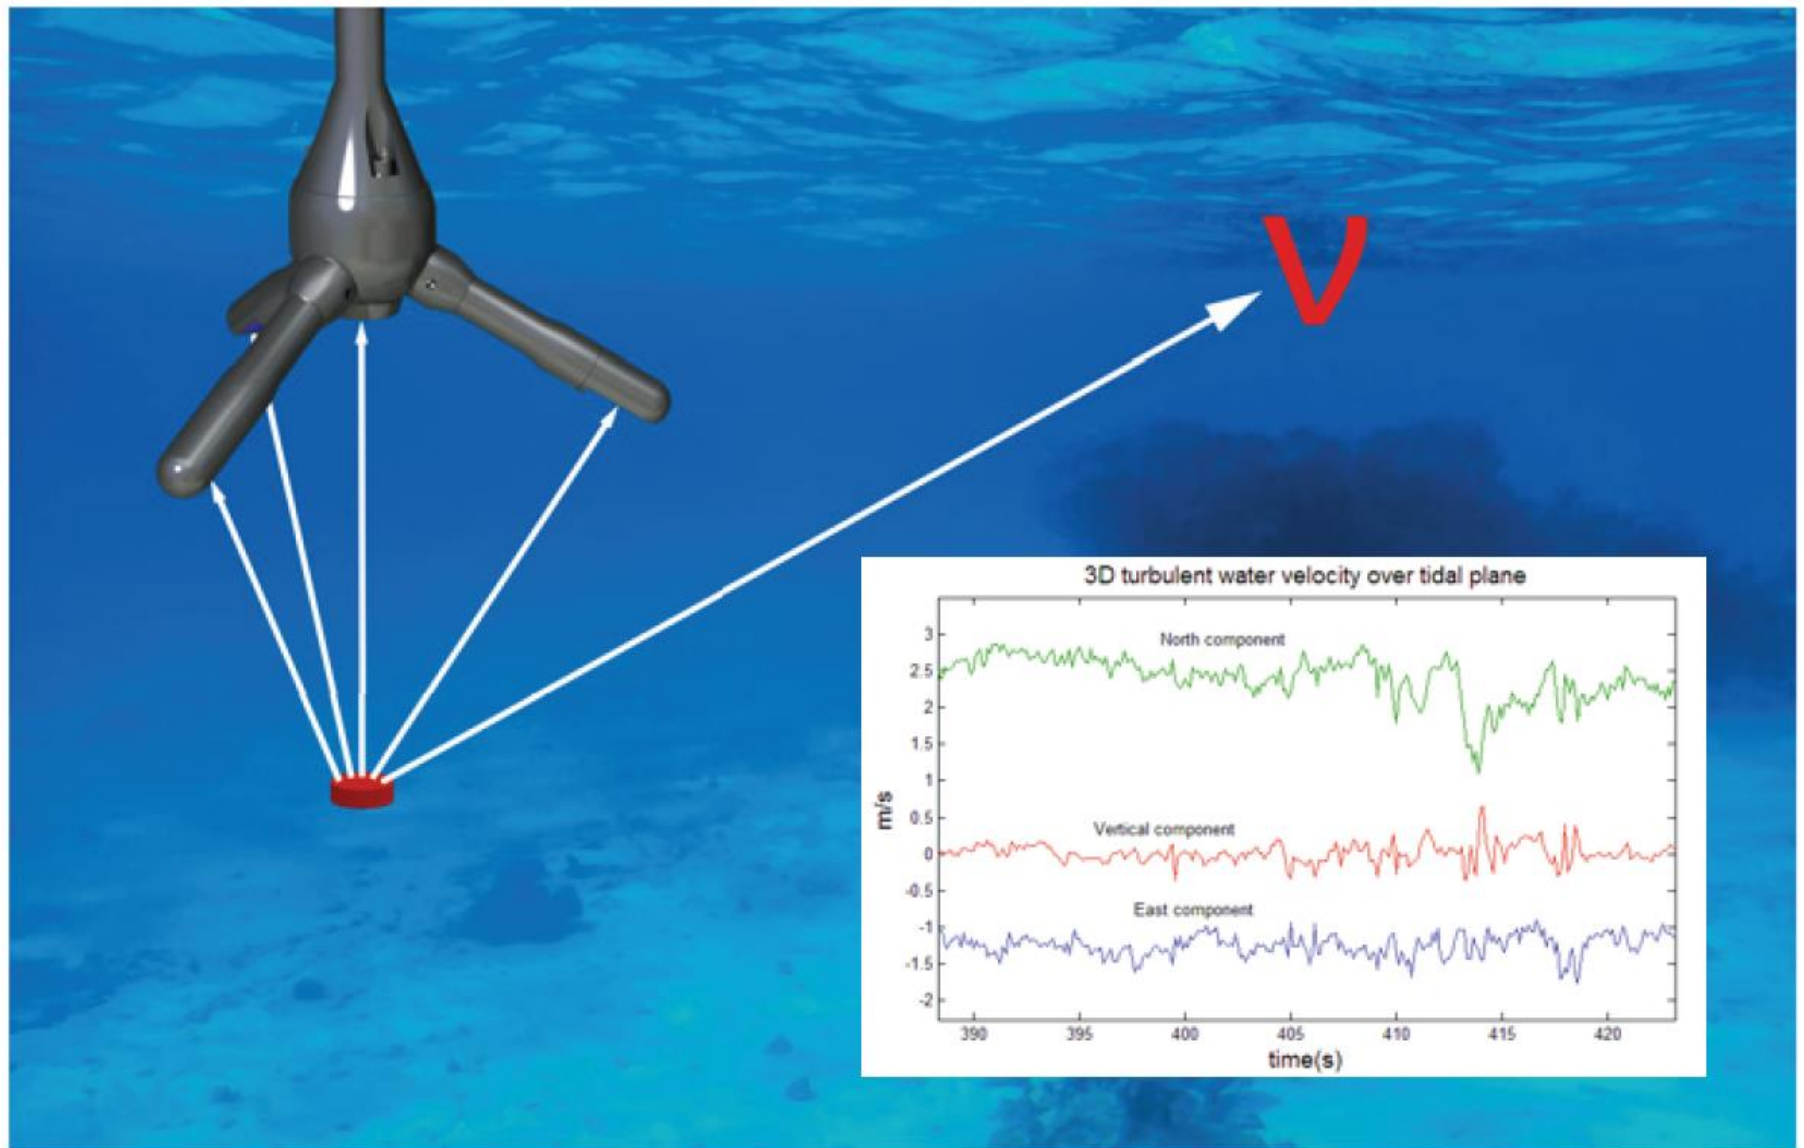 V
3D turbulent water velocity over tidal plane
North component
Vertical component
East component
m/s
3
2.5
2
1.5
1
0.5
0
-0.5
-1
-1.5
-2
390 395 400 405 410 415 420
time(s)